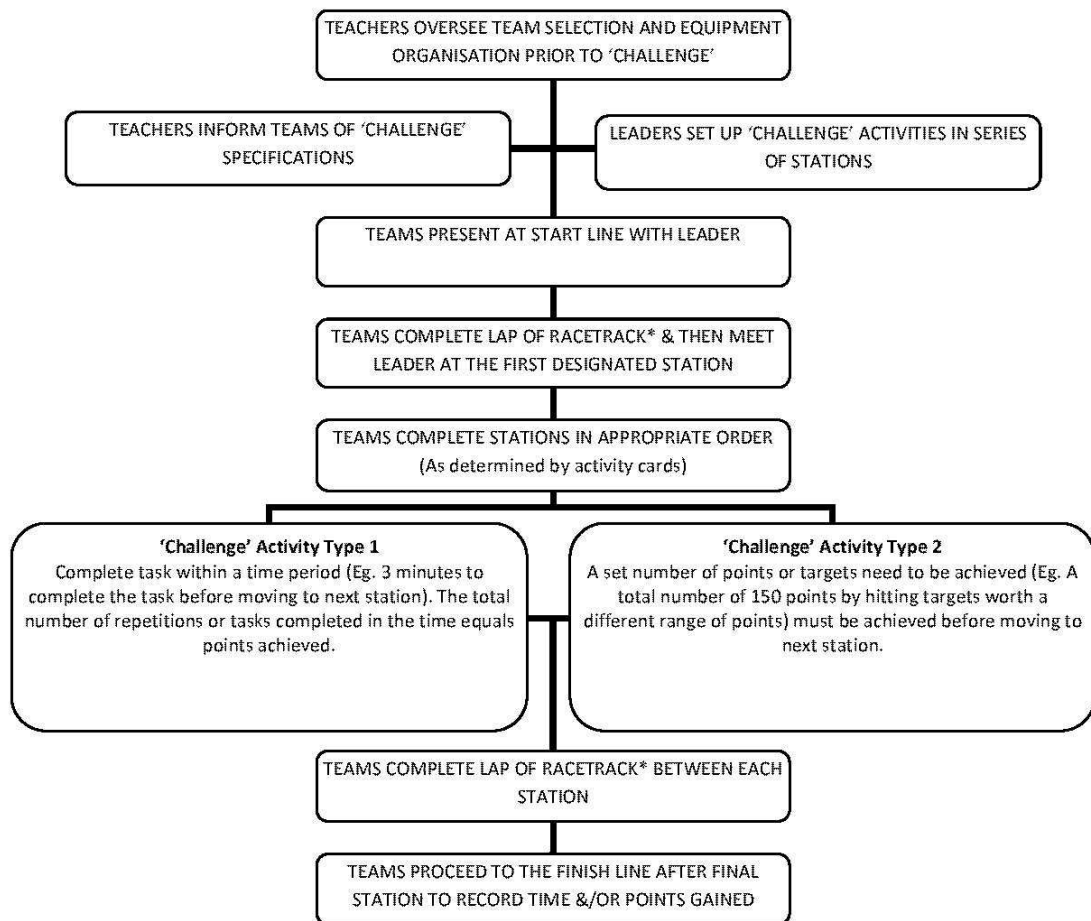 TEACHERS OVERSEE TEAM SELECTION AND EQUIPMENT
ORGANISATION PRIOR TO ‘CHALLENGE’
TEACHERS INFORM TEAMS OF ‘CHALLENGE’
SPECIFICATIONS
LEADERS SET UP ‘CHALLENGE’ ACTIVITIES IN SERIES
OF STATIONS
TEAMS PRESENT AT START LINE WITH LEADER
TEAMS COMPLETE LAP OF RACETRACK* & THEN MEET
LEADER AT THE FIRST DESIGNATED STATION
TEAMS COMPLETE STATIONS IN APPROPRIATE ORDER
(As determined by activity cards)
‘Challenge’ Activity Type 1
Complete task within a time period (Eg. 3 minutes to
complete the task before moving to next station). The total
number of repetitions or tasks completed in the time equals
points achieved.
‘Challenge’ Activity Type 2
A set number of points or targets need to be achieved (Eg. A
total number of 150 points by hitting targets worth a
different range of points) must be achieved before moving to
next station.
TEAMS COMPLETE LAP OF RACETRACK* BETWEEN EACH
STATION
TEAMS PROCEED TO THE FINISH LINE AFTER FINAL
STATION TO RECORD TIME &/OR POINTS GAINED